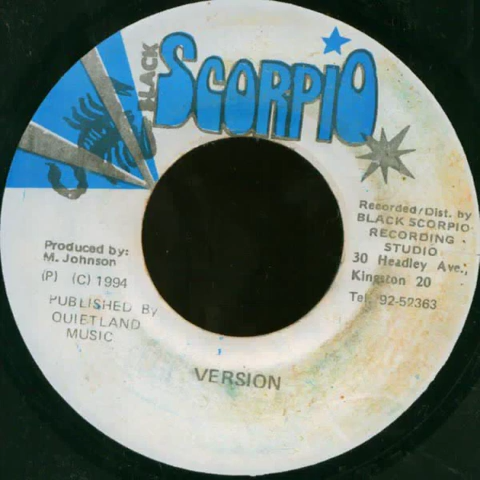 BLACK
SCORPIO
Recorded/Dist. by
BLACK SCORPIO
RECORDING -
STUDIO
30 Headley Ave.,
Kingston 20
Tel. 92-52363
Produced by:
M. Johnson
(P) (C) 1994
PUBLISHED By
QUIETLAND
MUSIC
VERSION